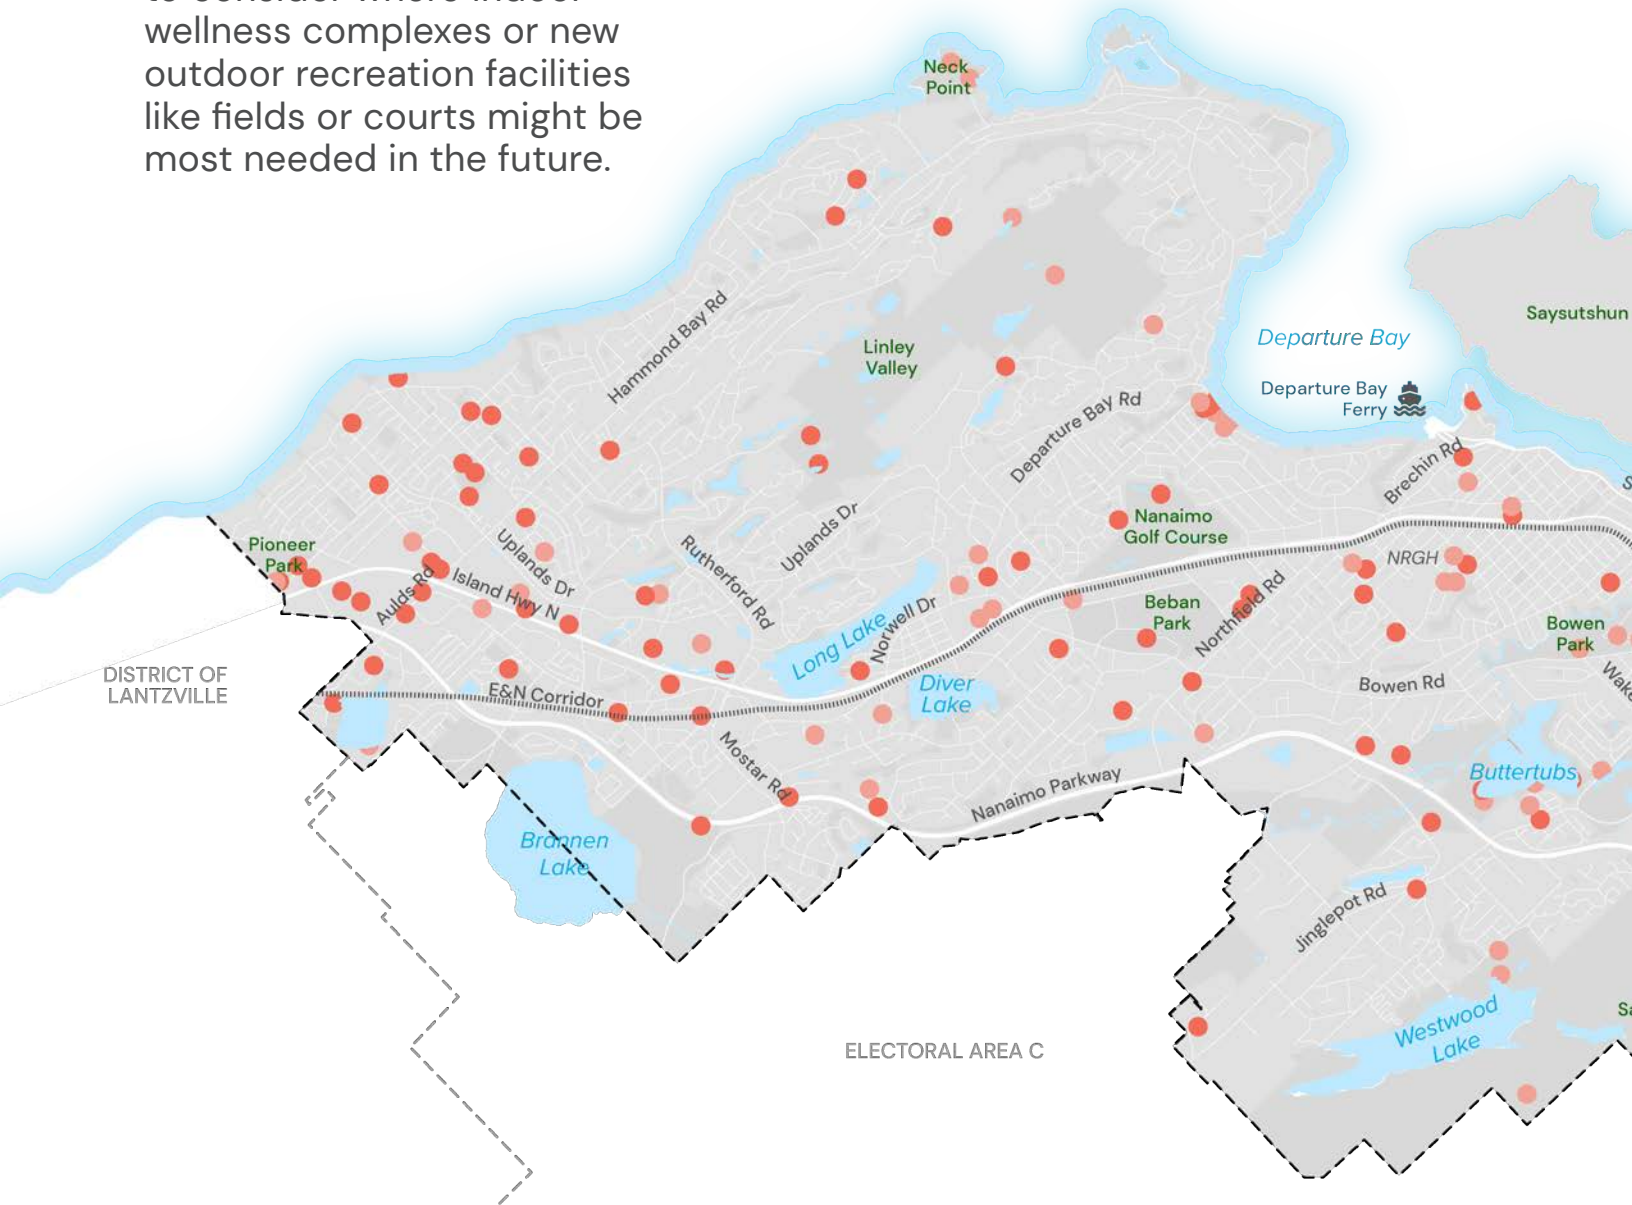 wellness complexes or new
outdoor recreation facilities
like fields or courts might be
most needed in the future.
Neck
Point
Saysutshun
Departure Bay
Linley
Valley
Hammond Bay Rd
Departure Bay
Ferry
Departure Bay Rd
Brechin Rd
Nanaimo
Golf Course
Uplands Dr
Pioneer
Park
Uplands Dr
Rutherford Rd
NRGH
Island Hwy N
Aulds Rd
Northfield Rd
Beban
Park
Norwell Dr
Long Lake
Bowen
Park
DISTRICT OF
LANTZVILLE
E&N Corridor
Diver
Lake
Bowen Rd
Mostar Rd
Buttertubs
Nanaimo Parkway
Brannen
Lake
Jinglepot Rd
Westwood
Lake
ELECTORAL AREA C